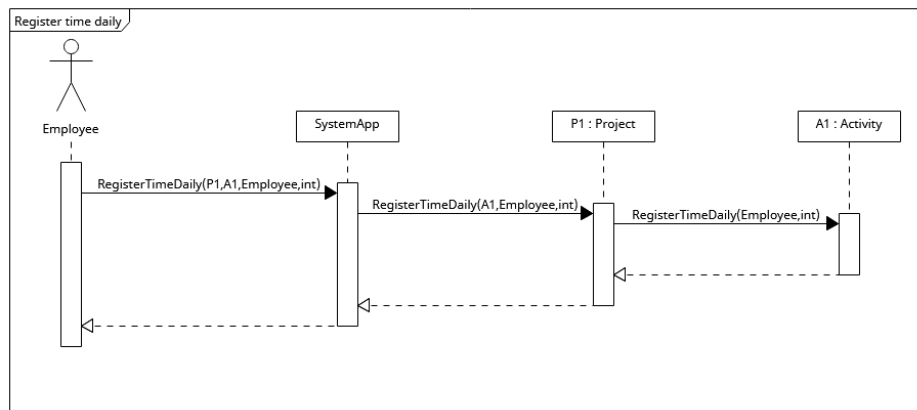 Register time daily
Employee
SystemApp
P1 : Project
A1 : Activity
RegisterTimeDaily(P1,A1,Employee,int)
RegisterTimeDaily(A1,Employee,int)
RegisterTimeDaily(Employee,int)